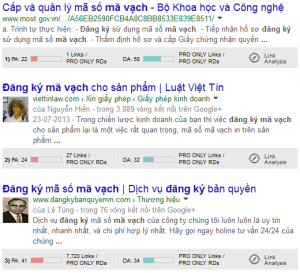 Cấp và quản lý mã số mã vạch - Bộ Khoa học và Công nghệ
www.most.gov.vn/.../A56EB2590FCB4A8C8BB8533E839E8511/
a. Trình tự thực hiện: - Đăng ký sử dụng mã số mã vạch. - Tiếp nhận hồ sơ đăng ký
sử dụng mã số mã vạch. - Thẩm định hồ sơ và cấp Giấy chứng nhận quyền ...
1) PA: 22 1 Links / PRO ONLY RDs DA: 59 PRO ONLY Links / PRO ONLY RDs Link Analysis
Đăng ký mã vạch cho sản phẩm | Luật Việt Tín
viettinlaw.com › Xin giấy phép › Giấy phép kinh doanh
của Nguyễn Hiển - trong 3.889 vòng kết nối trên Google+
23-07-2013 - Trong chiến lược kinh doanh của bạn thì việc đăng ký mã vạch
cho sản phẩm lại là một việc rất quan trọng, mã số mã vạch in trên sản
phẩm ...
2) PA: 24 27 Links / PRO ONLY RDs DA: 32 PRO ONLY Links / PRO ONLY RDs Link Analysis
Đăng ký mã số mã vạch | Dịch vụ đăng ký bản quyền
www.dangkybanquyenvn.com › Thương hiệu
của Lê Tùng - trong 76 vòng kết nối trên Google+
Dịch vụ đăng ký mã số mã vạch của công ty chúng tôi luôn luôn là uy tín
nhất, nhanh nhất, và chi phí hợp lý nhất. Hãy gọi ngay holine tư vấn 24/24 của
chúng ...
3) PA: 41 7,720 Links / PRO ONLY RDs DA: 34 PRO ONLY Links / PRO ONLY RDs Link Analysis